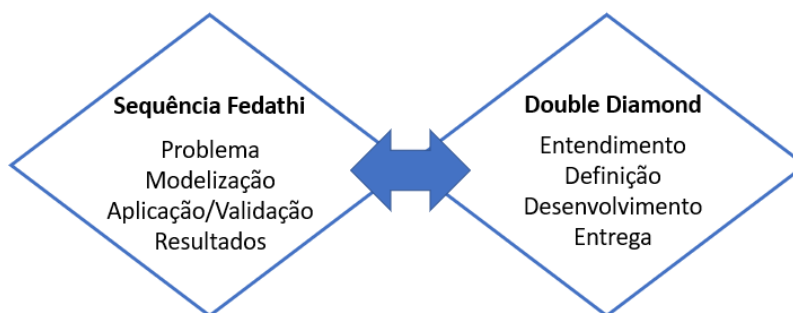 Sequência Fedathi
Problema
Modelização
Aplicação/Validação
Resultados
Double Diamond
Entendimento
Definição
Desenvolvimento
Entrega